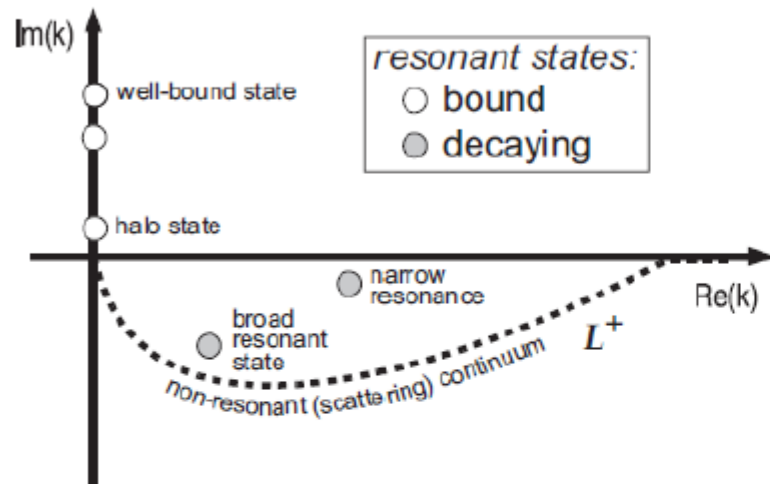 Im(k)
resonant states:
bound
decaying
well-bound state
halo state
narrow
resonance
Re(k)
broad
resonant
state
L+
non-resonant (scattering) continuum